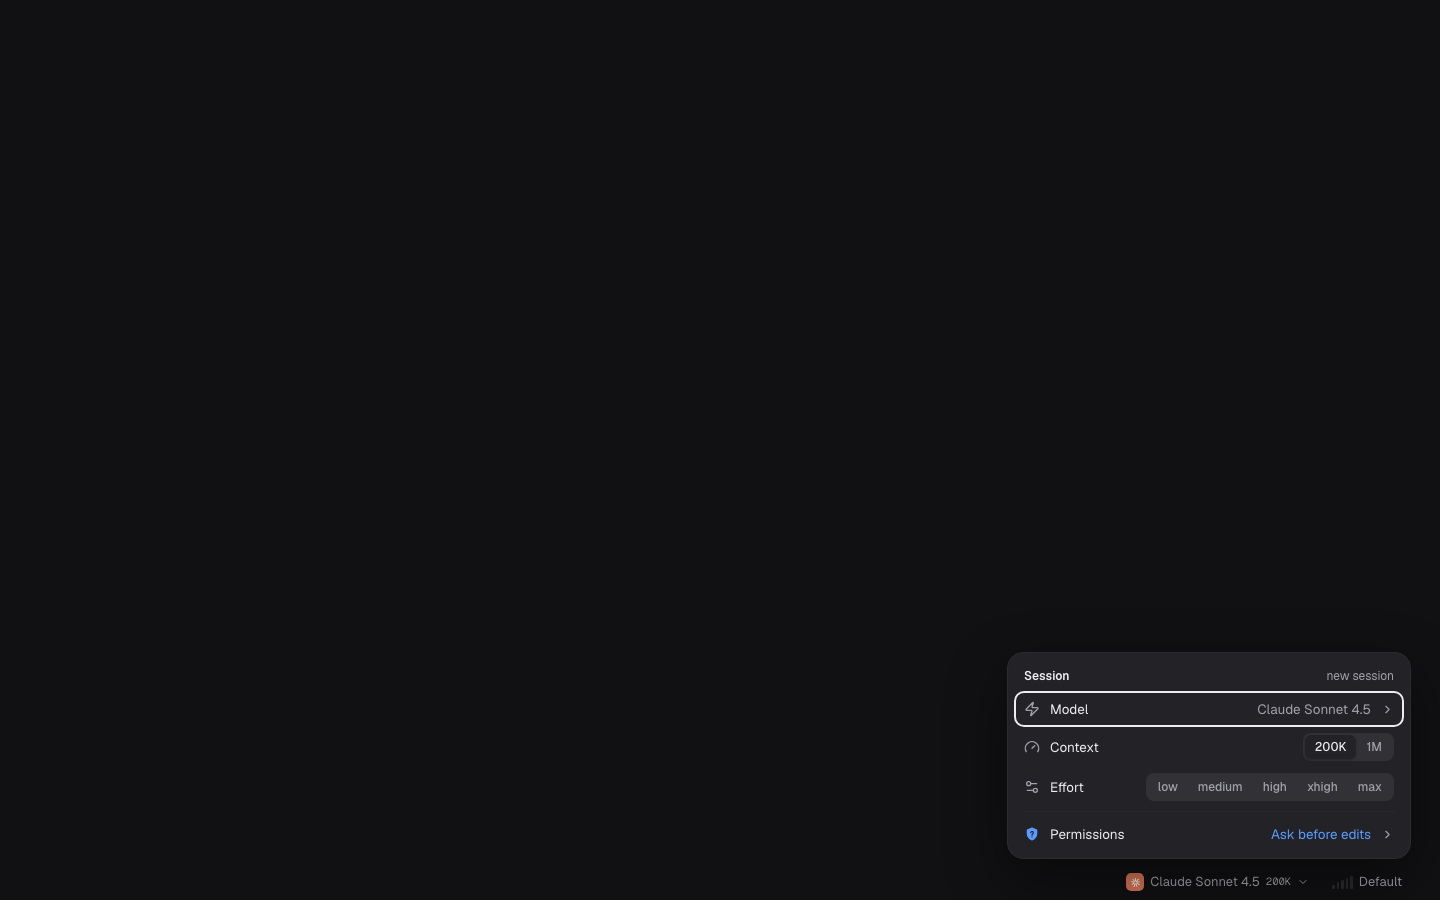 Session new session
Model Claude Sonnet 4.5
Context 200K 1M
Effort low medium high xhigh max
Permissions Ask before edits
Claude Sonnet 4.5 200K Default